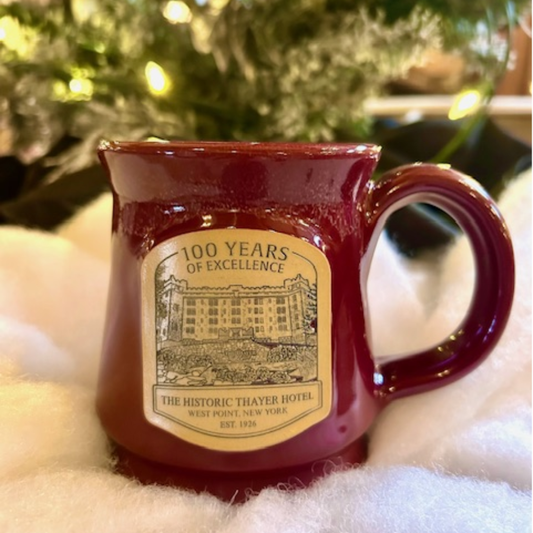 100 YEARS
OF EXCELLENCE
THE HISTORIC THAYER HOTEL
WEST POINT, NEW YORK
EST. 1926